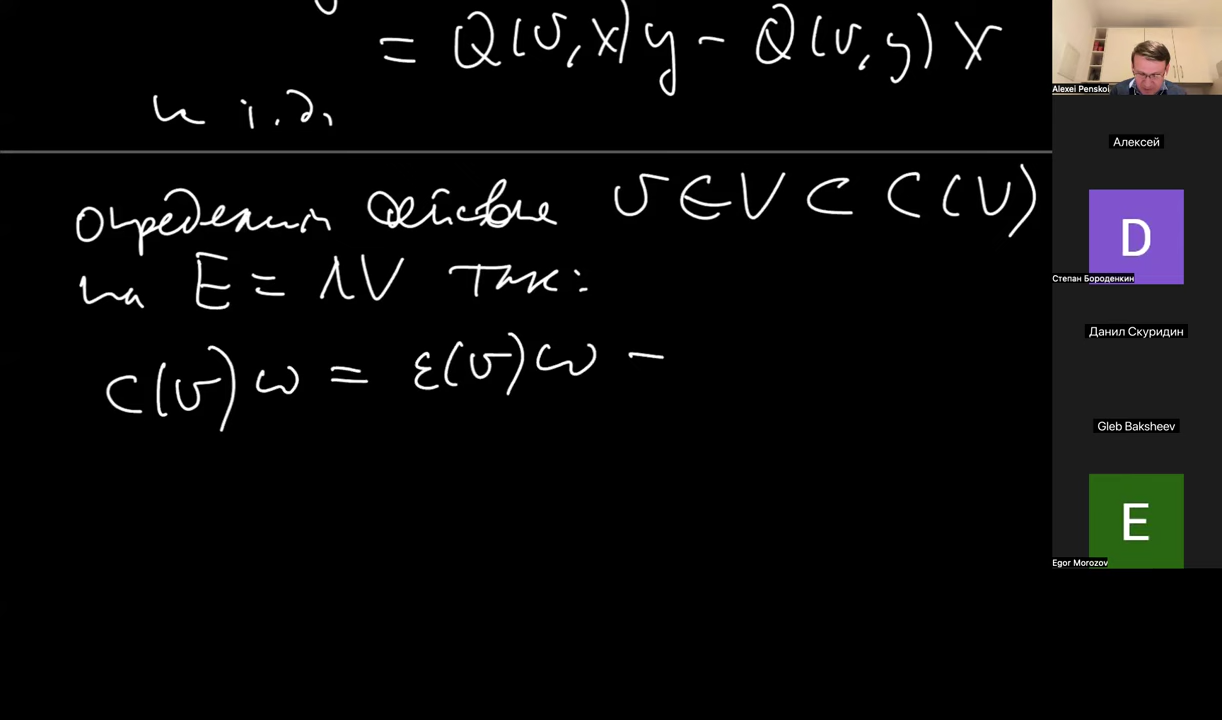 = Q(v,x)y - Q(v,y)x
и т.д.
Определим действие v ∈ V ⊂ C(V)
на E = ΛV так:
c(v)ω = ε(v)ω -
Alexei Penskoi
Алексей
D
Степан Бороденкин
Данил Скуридин
Gleb Baksheev
E
Egor Morozov